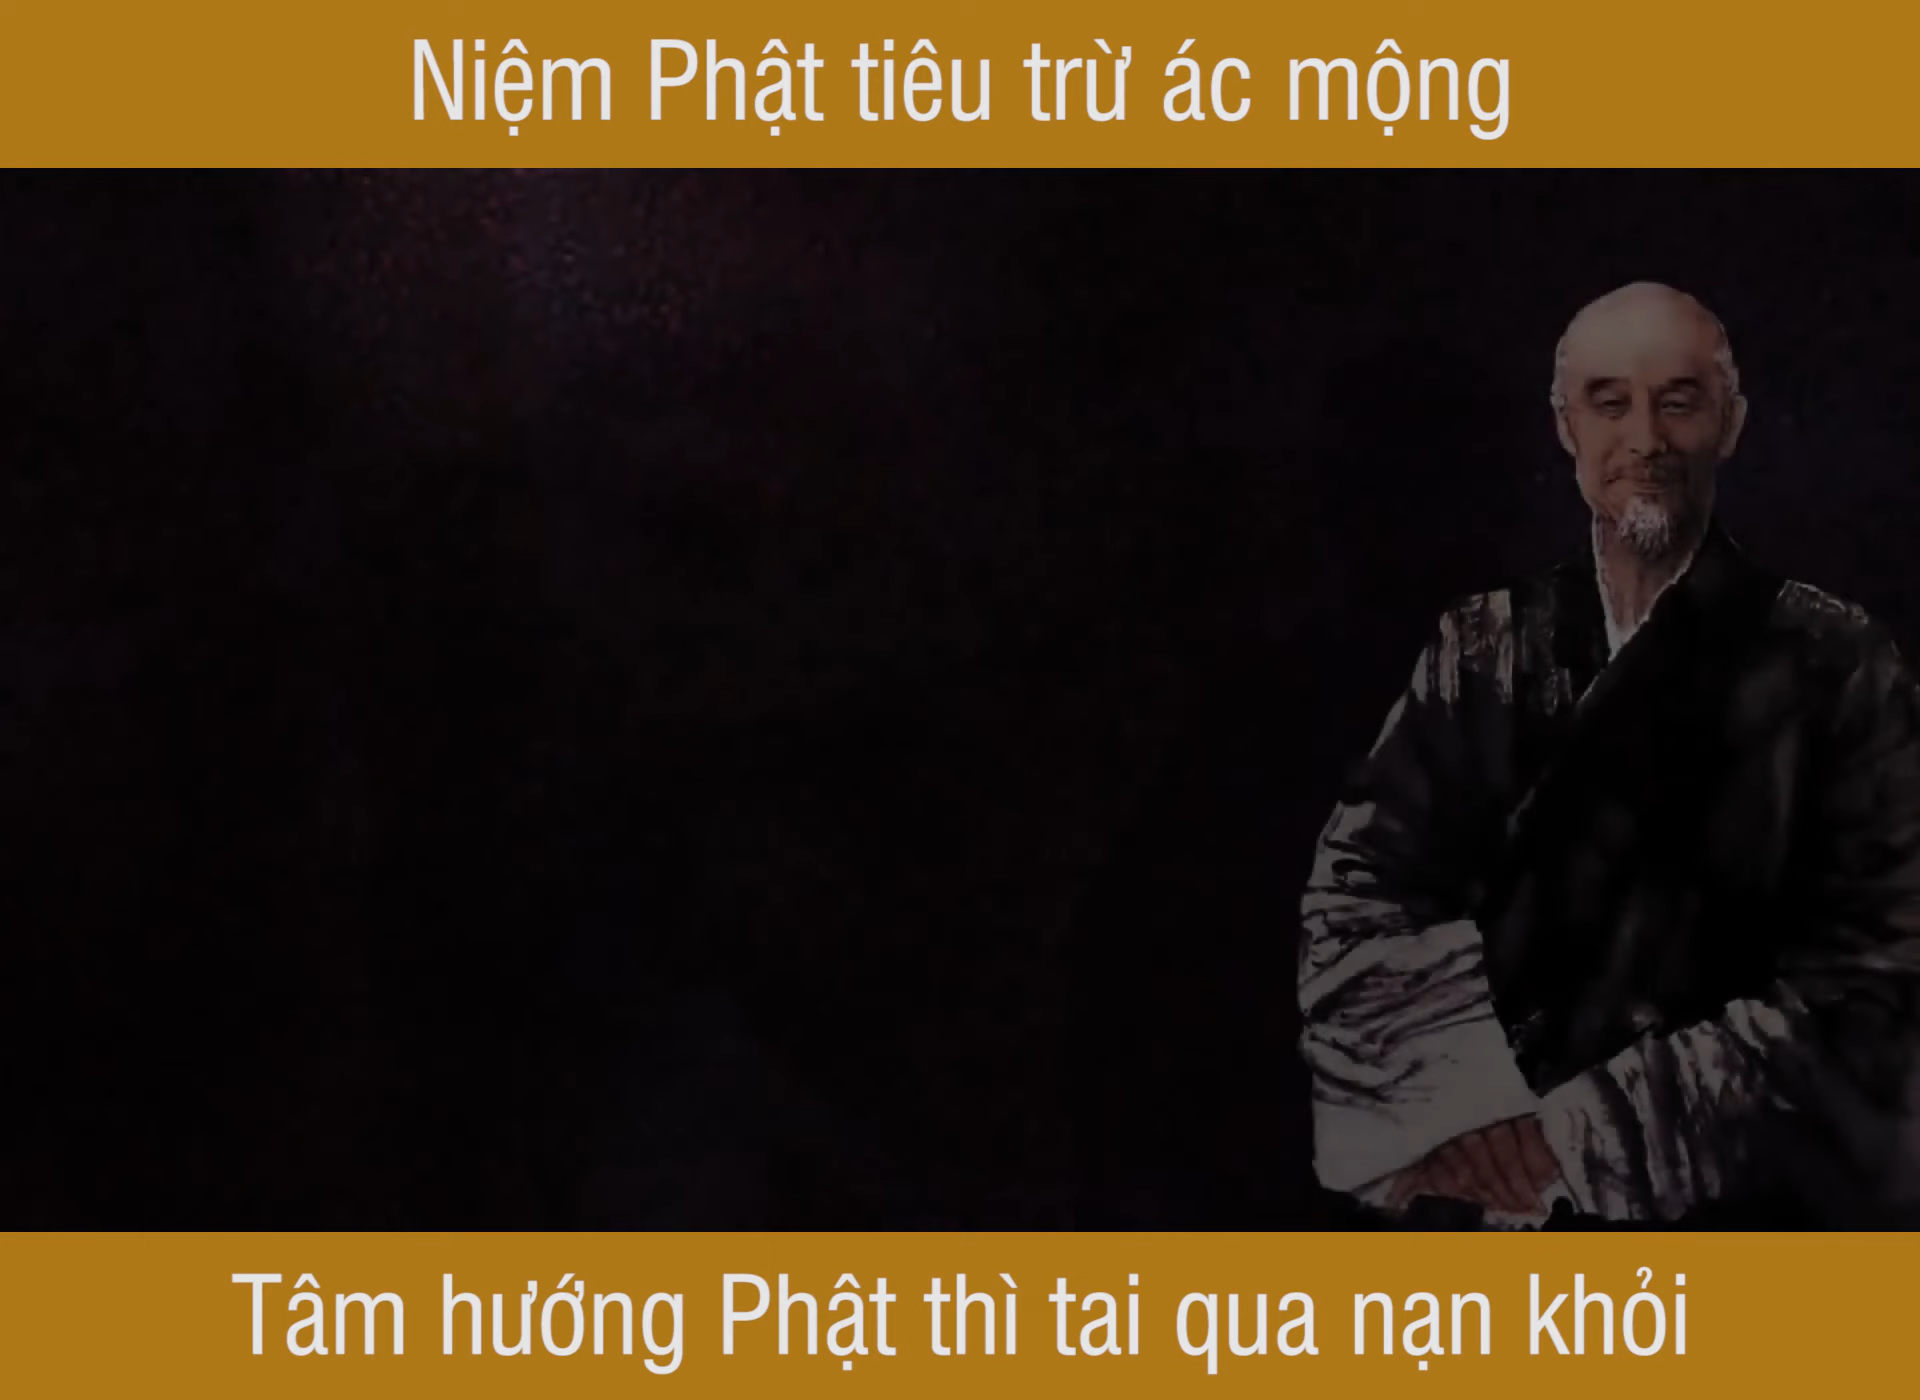 Niệm Phật tiêu trừ ác mộng
Tâm hướng Phật thì tai qua nạn khỏi